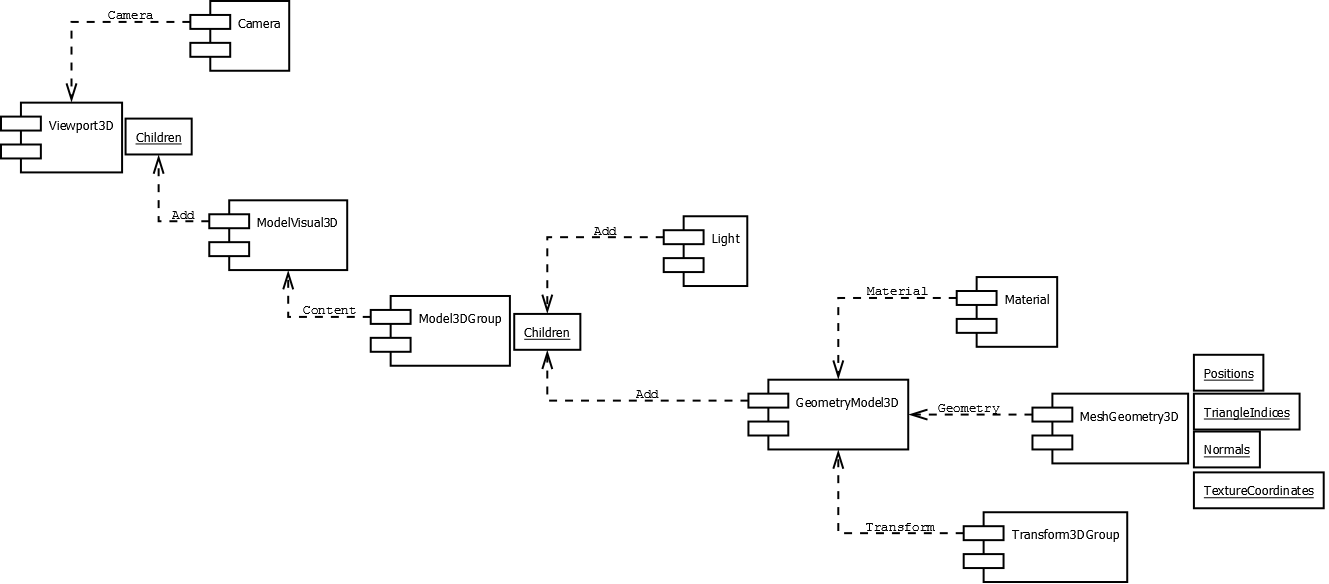 Camera
Camera
Viewport3D
Children
Add
ModelVisual3D
Add
Light
Content
Model3DGroup
Children
Material
Material
Add
GeometryModel3D
Geometry
MeshGeometry3D
Positions
TriangleIndices
Normals
TextureCoordinates
Transform
Transform3DGroup